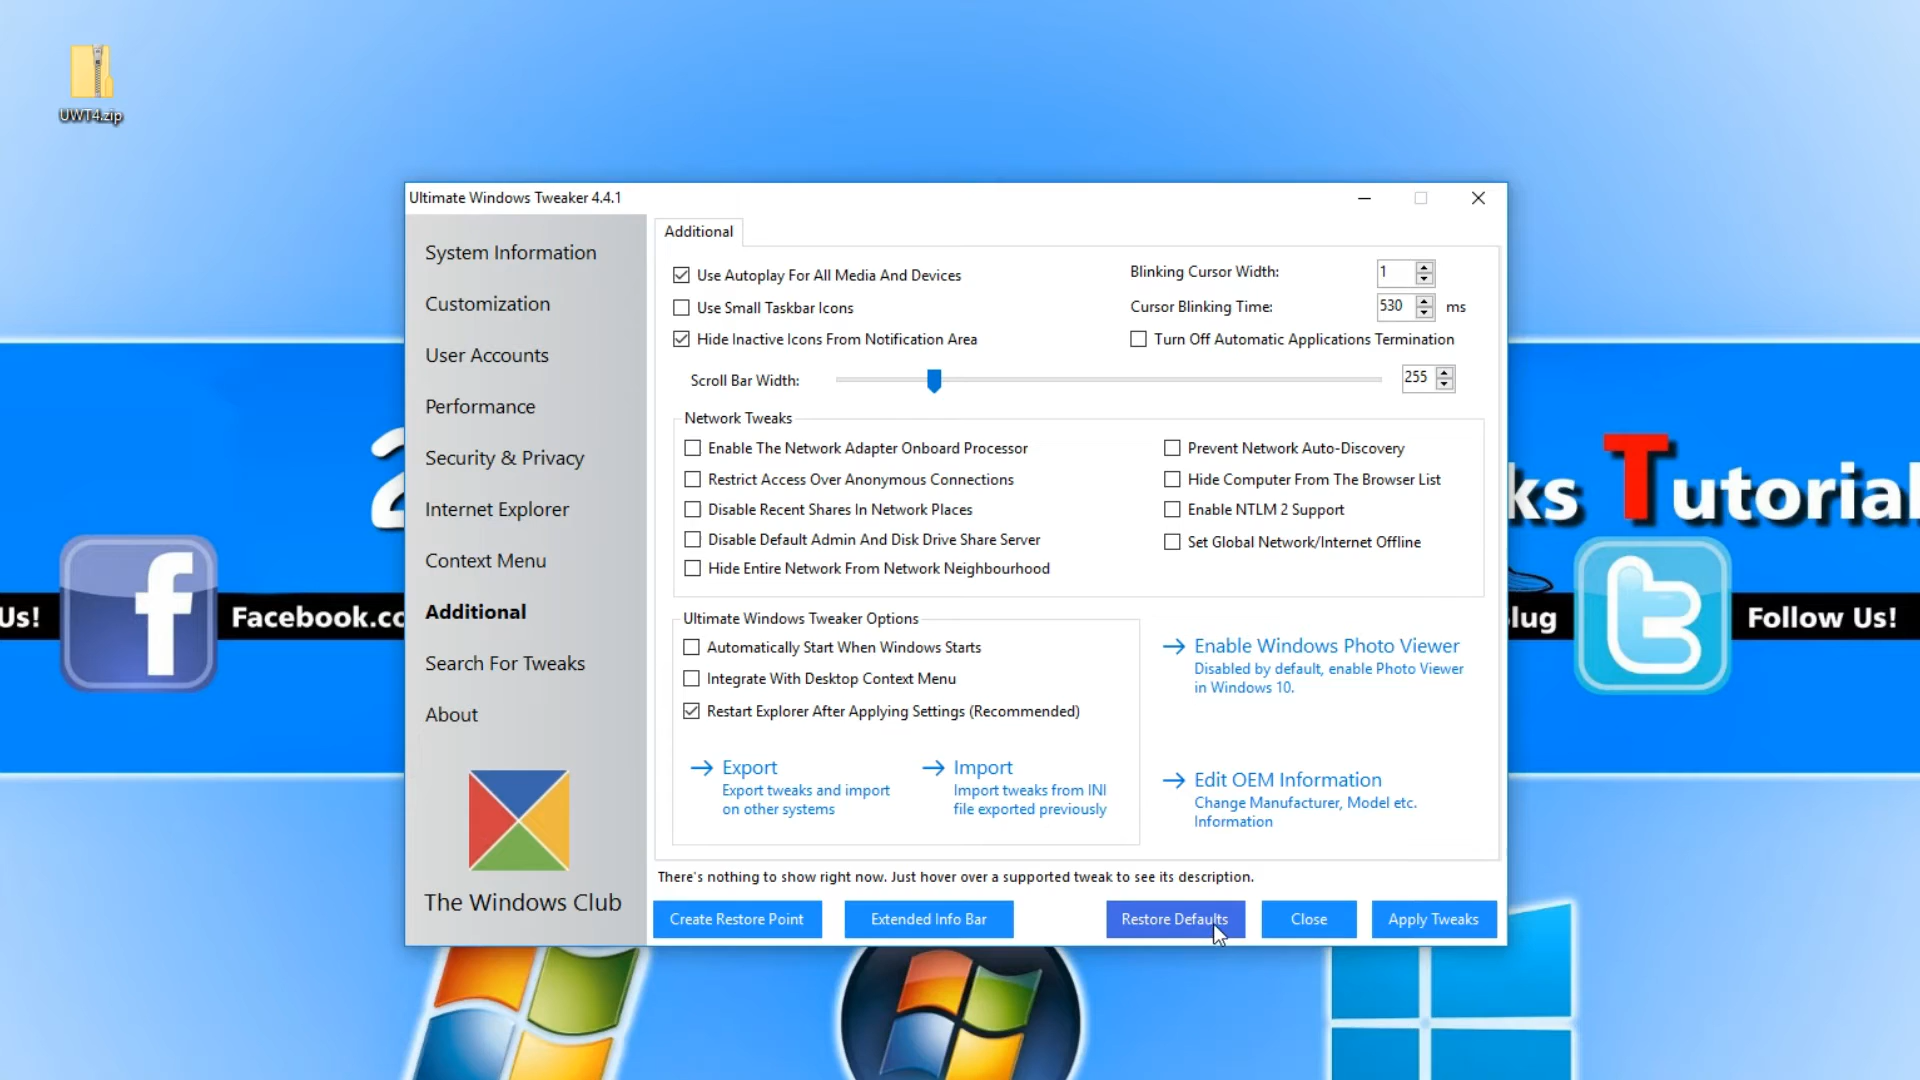 UWT4.zip
Ultimate Windows Tweaker 4.4.1
System Information
Customization
User Accounts
Performance
Security & Privacy
Internet Explorer
Context Menu
Additional
Search For Tweaks
About
The Windows Club
Additional
Use Autoplay For All Media And Devices
Use Small Taskbar Icons
Hide Inactive Icons From Notification Area
Blinking Cursor Width:
1
Cursor Blinking Time:
530
ms
Turn Off Automatic Applications Termination
Scroll Bar Width:
255
Network Tweaks
Enable The Network Adapter Onboard Processor
Restrict Access Over Anonymous Connections
Disable Recent Shares In Network Places
Disable Default Admin And Disk Drive Share Server
Hide Entire Network From Network Neighbourhood
Prevent Network Auto-Discovery
Hide Computer From The Browser List
Enable NTLM 2 Support
Set Global Network/Internet Offline
Ultimate Windows Tweaker Options
Automatically Start When Windows Starts
Integrate With Desktop Context Menu
Restart Explorer After Applying Settings (Recommended)
Export
Export tweaks and import
on other systems
Import
Import tweaks from INI
file exported previously
Enable Windows Photo Viewer
Disabled by default, enable Photo Viewer
in Windows 10.
Edit OEM Information
Change Manufacturer, Model etc.
Information
There's nothing to show right now. Just hover over a supported tweak to see its description.
Create Restore Point
Extended Info Bar
Restore Defaults
Close
Apply Tweaks
ks Tutorial
Us!
Facebook.co
lug
Follow Us!